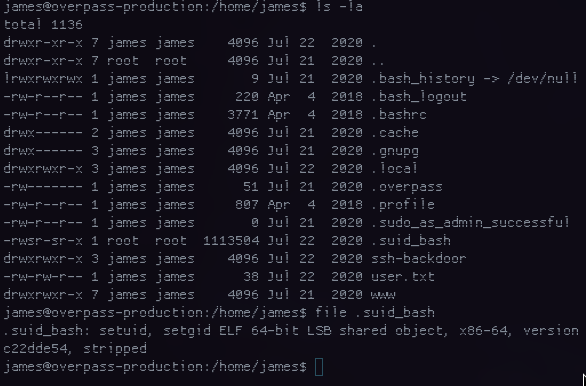 james@overpass-production:/home/james$ ls -la
total 1136
drwxr-xr-x 7 james james    4096 Jul 22  2020 .
drwxr-xr-x 7 root  root     4096 Jul 21  2020 ..
lrwxrwxrwx 1 james james       9 Jul 21  2020 .bash_history -> /dev/null
-rw-r--r-- 1 james james     220 Apr  4  2018 .bash_logout
-rw-r--r-- 1 james james    3771 Apr  4  2018 .bashrc
drwx------ 2 james james    4096 Jul 21  2020 .cache
drwx------ 3 james james    4096 Jul 21  2020 .gnupg
drwxrwxr-x 3 james james    4096 Jul 22  2020 .local
-rw------- 1 james james      51 Jul 21  2020 .overpass
-rw-r--r-- 1 james james     807 Apr  4  2018 .profile
-rw-r--r-- 1 james james       0 Jul 21  2020 .sudo_as_admin_successful
-rwsr-sr-x 1 root  root  1113504 Jul 22  2020 .suid_bash
drwxrwxr-x 3 james james    4096 Jul 22  2020 ssh-backdoor
-rw-rw-r-- 1 james james      38 Jul 22  2020 user.txt
drwxrwxr-x 7 james james    4096 Jul 21  2020 www
james@overpass-production:/home/james$ file .suid_bash
.suid_bash: setuid, setgid ELF 64-bit LSB shared object, x86-64, version
c22dde54, stripped
james@overpass-production:/home/james$